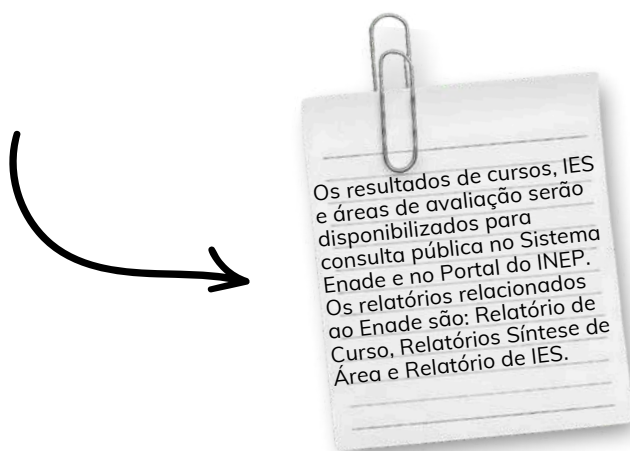 Os resultados de cursos, IES
e áreas de avaliação serão
disponibilizados para
consulta pública no Sistema
Enade e no Portal do INEP.
Os relatórios relacionados
ao Enade são: Relatório de
Curso, Relatórios Síntese de
Área e Relatório de IES.